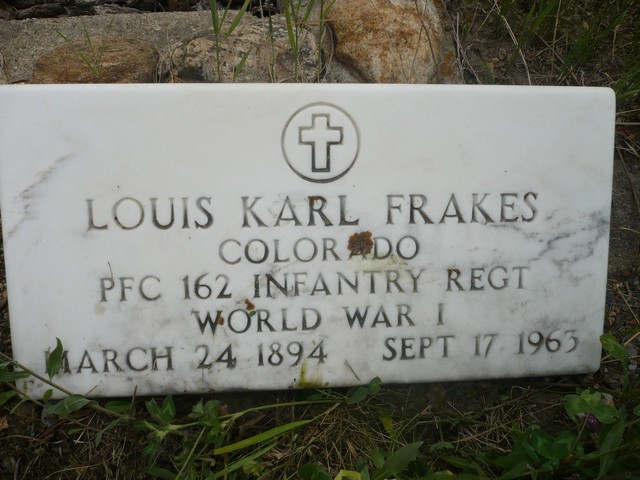 LOUIS KARL FRAKES
COLORADO
PFC 162 INFANTRY REGT
WORLD WAR I
MARCH 24 1894 SEPT 17 1963